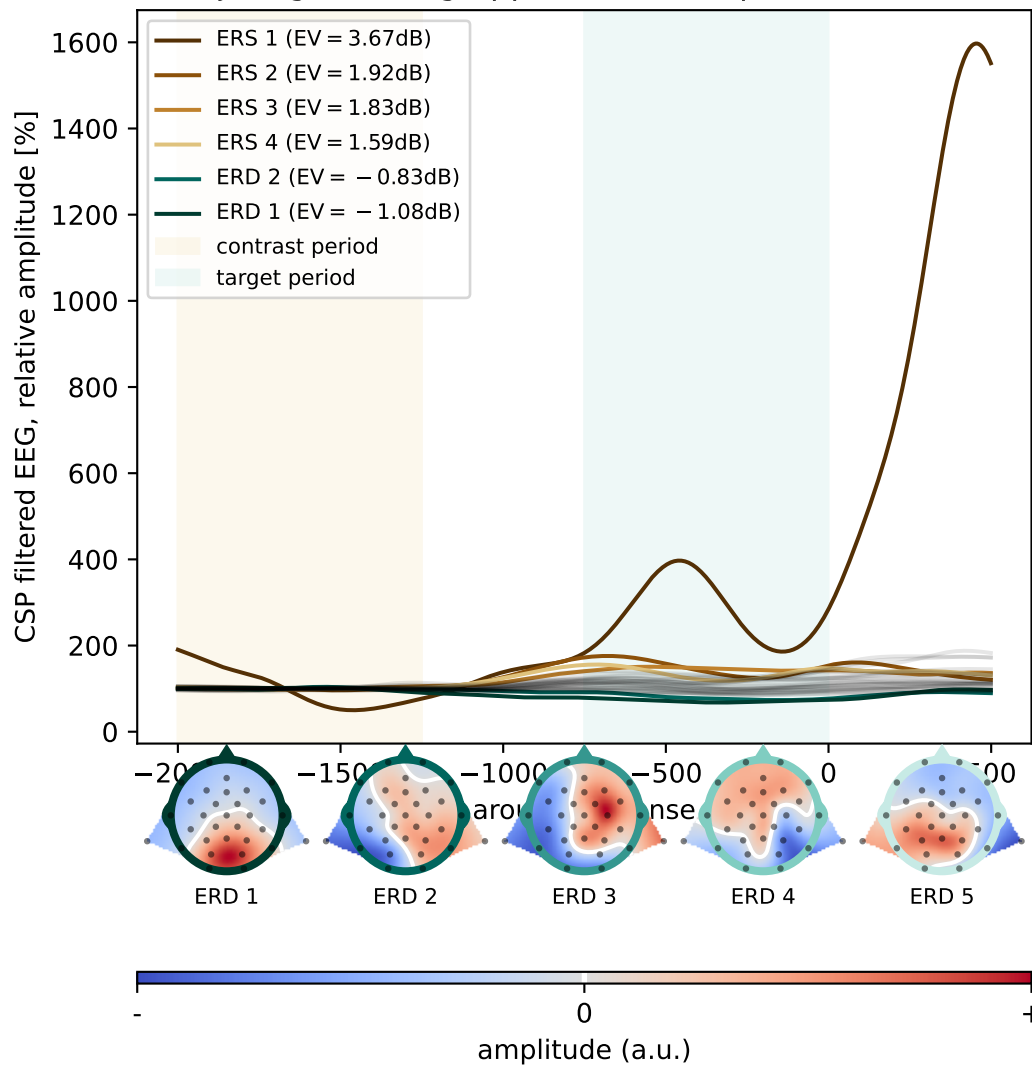 1600
1400
1200
1000
800
600
400
200
0
CSP filtered EEG, relative amplitude [%]
ERS 1 (EV = 3.67dB)
ERS 2 (EV = 1.92dB)
ERS 3 (EV = 1.83dB)
ERS 4 (EV = 1.59dB)
ERD 2 (EV = −0.83dB)
ERD 1 (EV = −1.08dB)
contrast period
target period
−1000
−500
0
ERD 1
ERD 2
ERD 3
ERD 4
ERD 5
-
0
+
amplitude (a.u.)